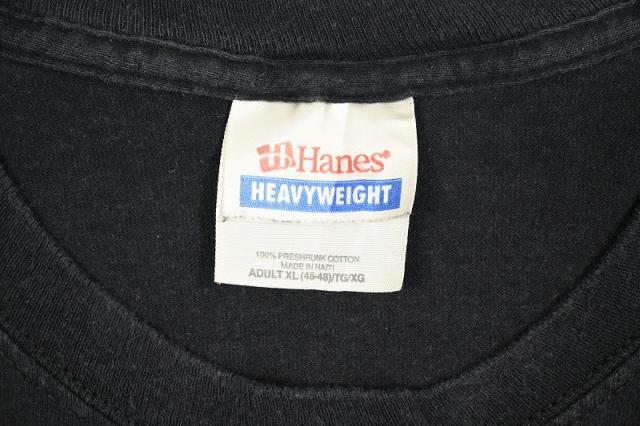 Hanes®
HEAVYWEIGHT
100% PRESHRUNK COTTON
MADE IN HAITI
ADULT XL (46-48)/TG/XG